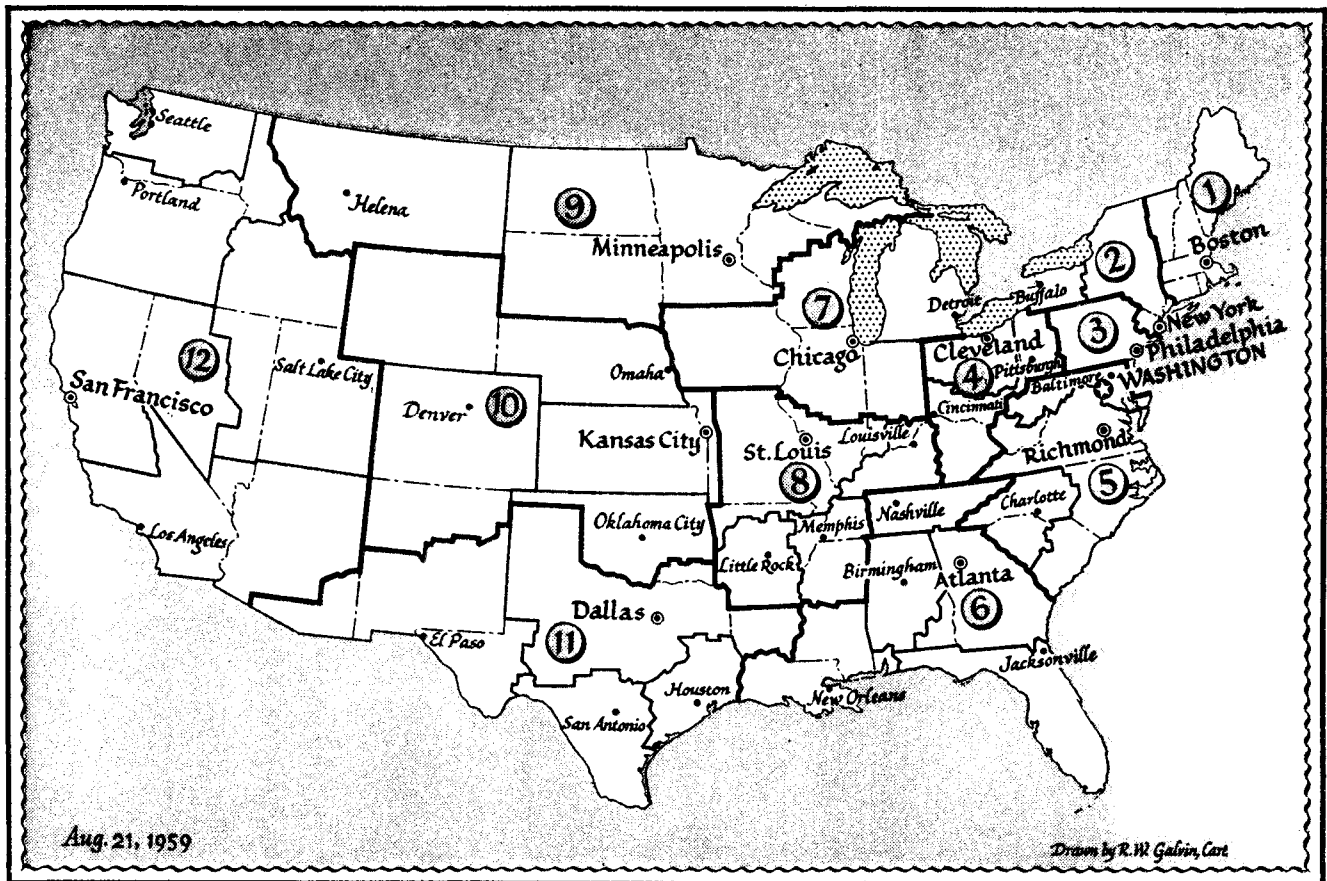 Seattle
Portland
Helena
9
Minneapolis
1
Boston
2
Buffalo
Detroit
7
Chicago
3
New York
Philadelphia
Cleveland
Pittsburgh
4
Baltimore
WASHINGTON
Cincinnati
12
San Francisco
Salt Lake City
Omaha
Denver
10
Kansas City
St. Louis
Louisville
8
Richmond
5
Charlotte
Nashville
Memphis
Oklahoma City
Little Rock
Birmingham
Atlanta
6
Los Angeles
Dallas
11
El Paso
Houston
San Antonio
New Orleans
Jacksonville
Aug. 21, 1959
Drawn by R.W. Galvin, Cart.